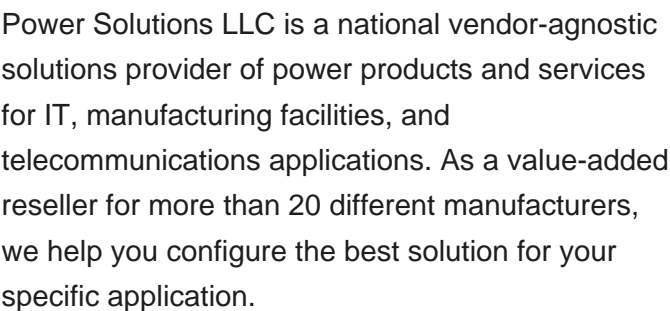 Power Solutions LLC is a national vendor-agnostic
solutions provider of power products and services
for IT, manufacturing facilities, and
telecommunications applications. As a value-added
reseller for more than 20 different manufacturers,
we help you configure the best solution for your
specific application.